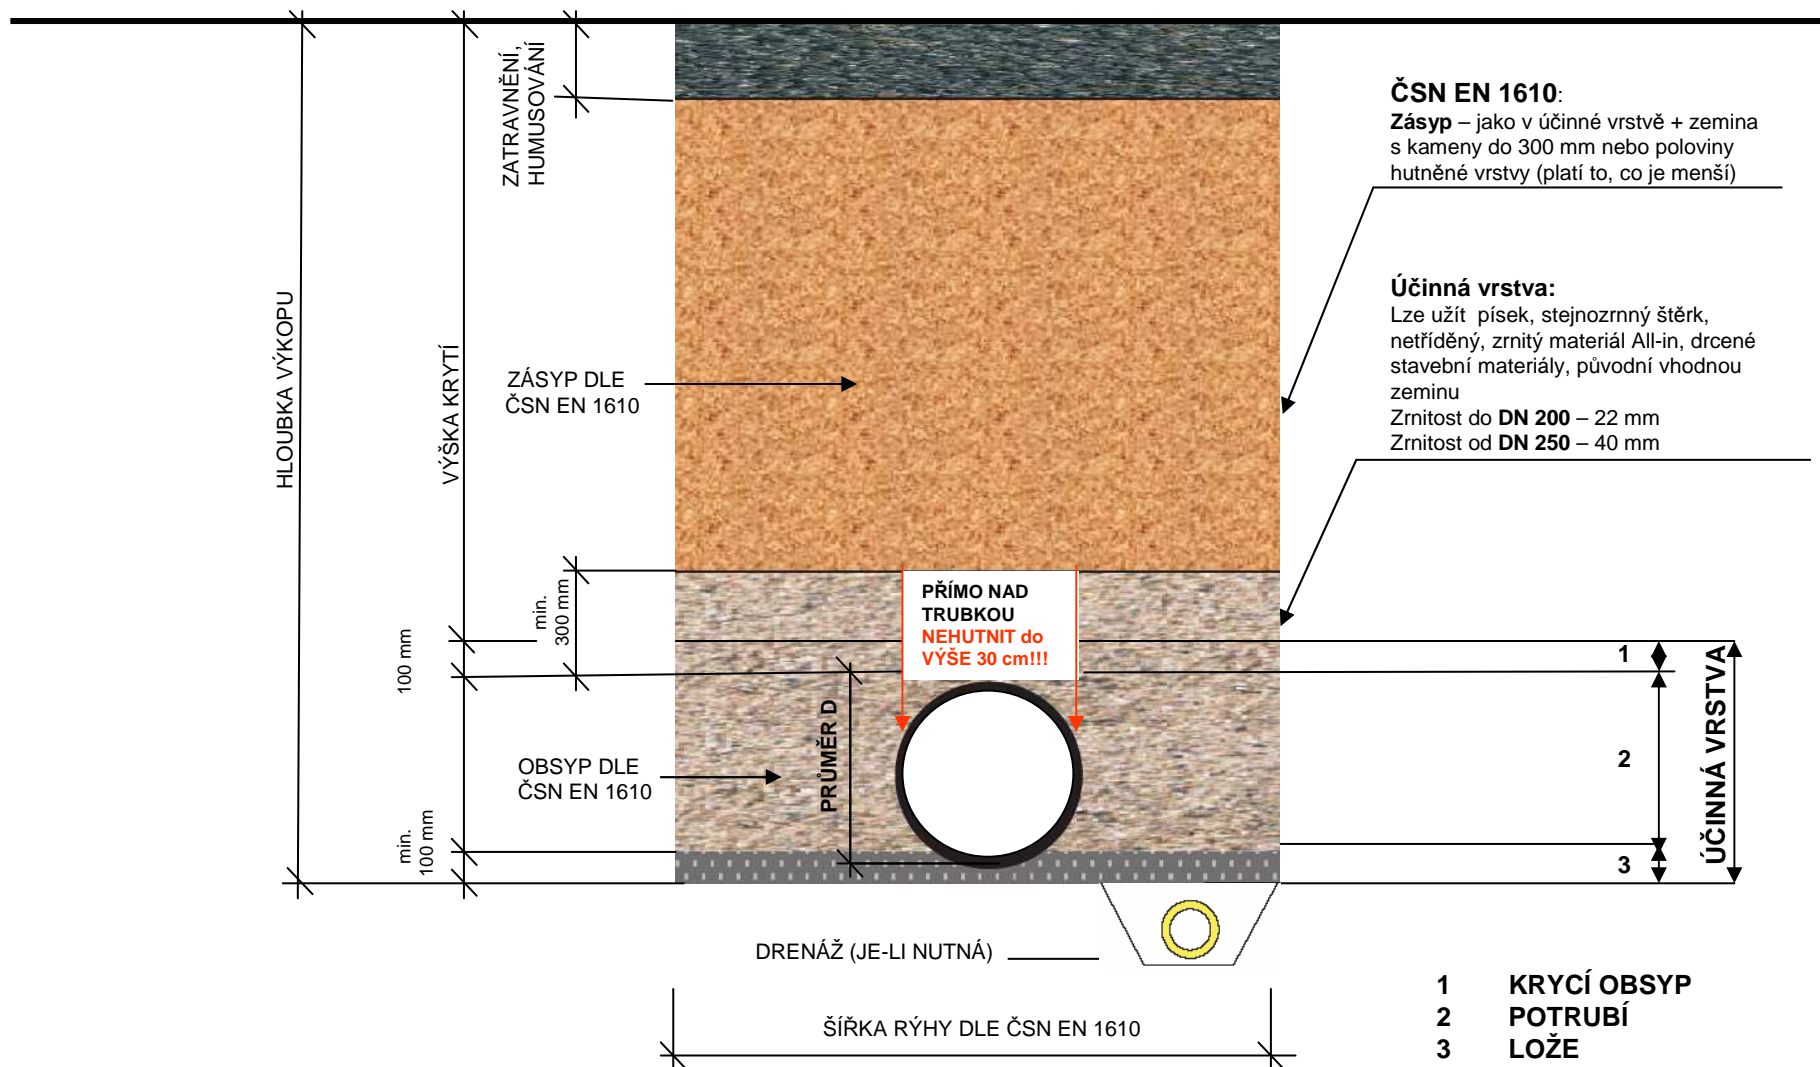 ZATRAVNĚNÍ,
HUMUSOVÁNÍ
HLOUBKA VÝKOPU
VÝŠKA KRYTÍ
ZÁSYP DLE
ČSN EN 1610
min.
300 mm
100 mm
OBSYP DLE
ČSN EN 1610
min.
100 mm
PŘÍMO NAD
TRUBKOU
NEHUTNIT do
VÝŠE 30 cm!!!
PRŮMĚR D
ČSN EN 1610:
Zásyp – jako v účinné vrstvě + zemina
s kameny do 300 mm nebo poloviny
hutněné vrstvy (platí to, co je menší)
Účinná vrstva:
Lze užít písek, stejnozrnný štěrk,
netříděný, zrnitý materiál All-in, drcené
stavební materiály, původní vhodnou
zeminu
Zrnitost do DN 200 – 22 mm
Zrnitost od DN 250 – 40 mm
1
2
3
ÚČINNÁ VRSTVA
DRENÁŽ (JE-LI NUTNÁ)
ŠÍŘKA RÝHY DLE ČSN EN 1610
1 KRYCÍ OBSYP
2 POTRUBÍ
3 LOŽE